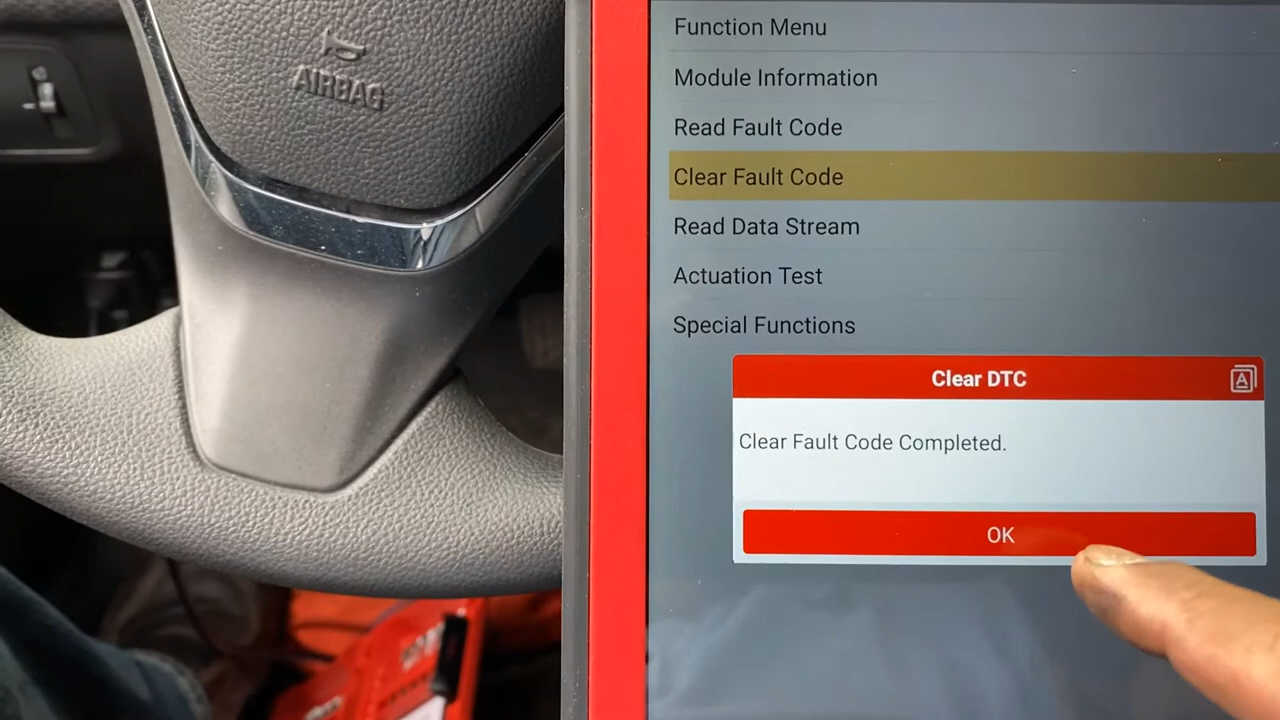 AIRBAG
Function Menu
Module Information
Read Fault Code
Clear Fault Code
Read Data Stream
Actuation Test
Special Functions
Clear DTC
A
Clear Fault Code Completed.
OK